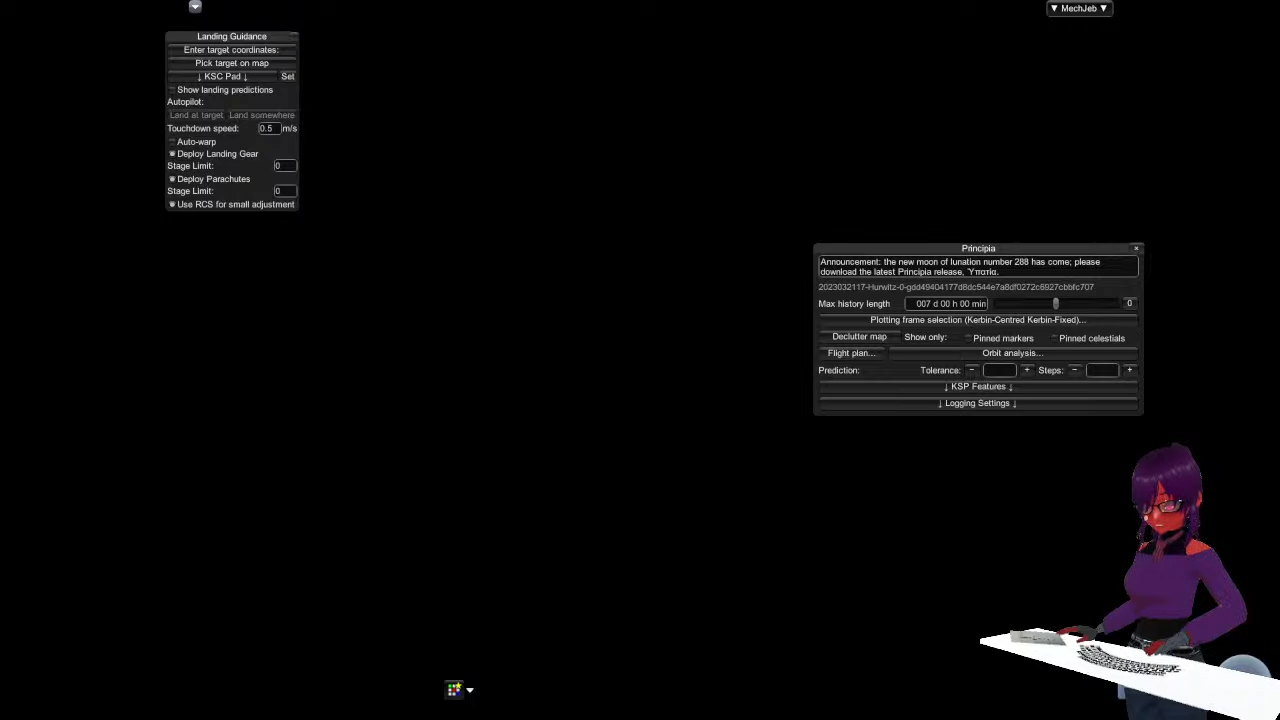 ▼ MechJeb ▼
Landing Guidance
Enter target coordinates:
Pick target on map
↓ KSC Pad ↓ Set
Show landing predictions
Autopilot:
Land at target Land somewhere
Touchdown speed: 0.5 m/s
Auto-warp
Deploy Landing Gear
Stage Limit: 0
Deploy Parachutes
Stage Limit: 0
Use RCS for small adjustment
Principia ×
Announcement: the new moon of lunation number 288 has come; please
download the latest Principia release, Ὑπατία.
2023032117-Hurwitz-0-gdd49404177d8dc544e7a8df0272c6927cbbfc707
Max history length 007 d 00 h 00 min 0
Plotting frame selection (Kerbin-Centred Kerbin-Fixed)...
Declutter map Show only: Pinned markers Pinned celestials
Flight plan... Orbit analysis...
Prediction: Tolerance: − + Steps: − +
↓ KSP Features ↓
↓ Logging Settings ↓